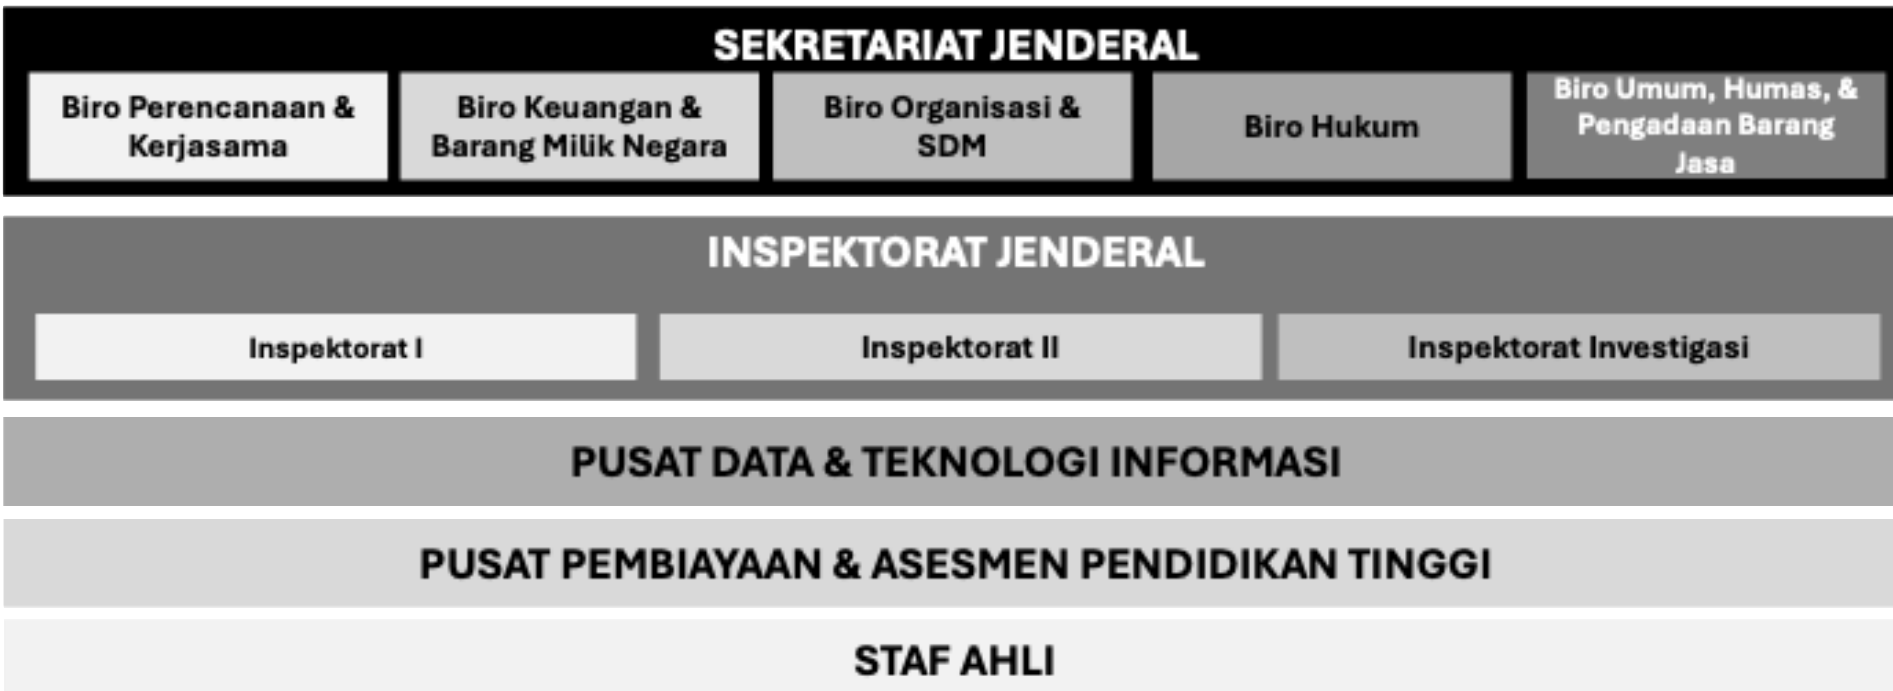 SEKRETARIAT JENDERAL
Biro Perencanaan &
Kerjasama
Biro Keuangan &
Barang Milik Negara
Biro Organisasi &
SDM
Biro Hukum
Biro Umum, Humas, &
Pengadaan Barang
Jasa
INSPEKTORAT JENDERAL
Inspektorat I
Inspektorat II
Inspektorat Investigasi
PUSAT DATA & TEKNOLOGI INFORMASI
PUSAT PEMBIAYAAN & ASESMEN PENDIDIKAN TINGGI
STAF AHLI